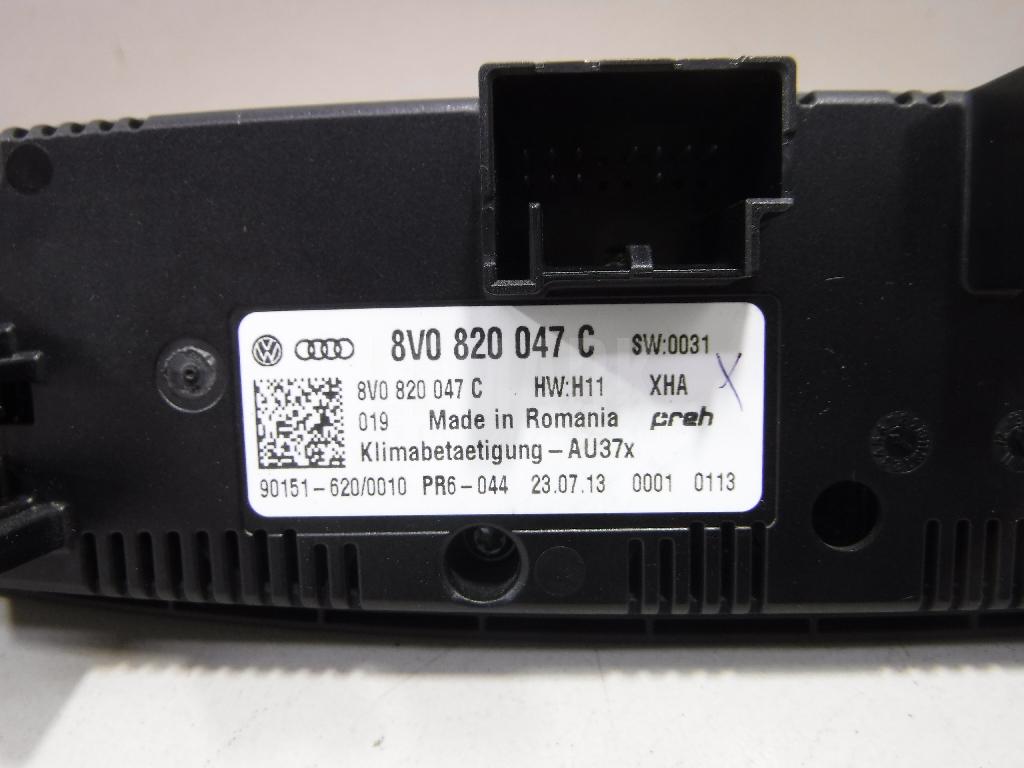 8V0 820 047 C SW:0031
8V0 820 047 C HW:H11 XHA X
019 Made in Romania preh
Klimabetaetigung-AU37x
90151-620/0010 PR6-044 23.07.13 0001 0113